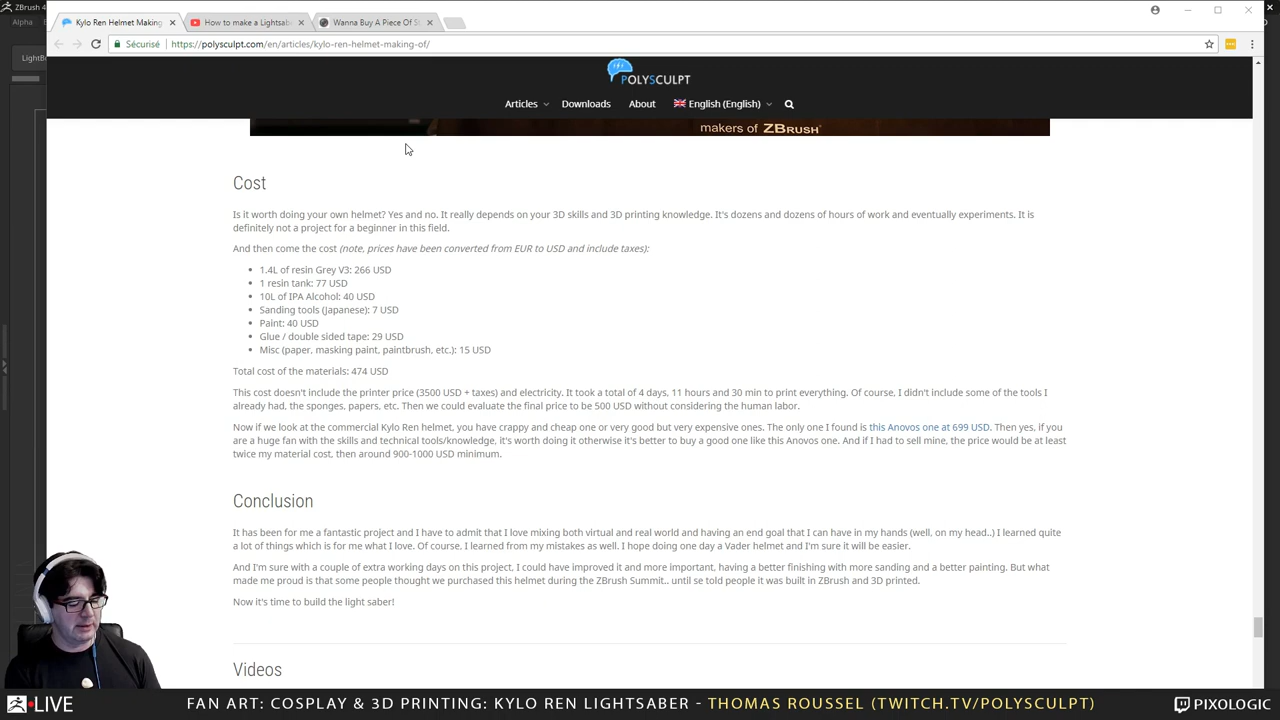 ZBrush 4
Alpha
LightBo
Kylo Ren Helmet Making
How to make a Lightsab
Wanna Buy A Piece Of St
Sécurisé
https://polysculpt.com/en/articles/kylo-ren-helmet-making-of/
POLYSCULPT
Articles
Downloads
About
English (English)
makers of ZBRUSH
Cost
Is it worth doing your own helmet? Yes and no. It really depends on your 3D skills and 3D printing knowledge. It's dozens and dozens of hours of work and eventually experiments. It is
definitely not a project for a beginner in this field.
And then come the cost (note, prices have been converted from EUR to USD and include taxes):
1.4L of resin Grey V3: 266 USD
1 resin tank: 77 USD
10L of IPA Alcohol: 40 USD
Sanding tools (Japanese): 7 USD
Paint: 40 USD
Glue / double sided tape: 29 USD
Misc (paper, masking paint, paintbrush, etc.): 15 USD
Total cost of the materials: 474 USD
This cost doesn't include the printer price (3500 USD + taxes) and electricity. It took a total of 4 days, 11 hours and 30 min to print everything. Of course, I didn't include some of the tools I
already had, the sponges, papers, etc. Then we could evaluate the final price to be 500 USD without considering the human labor.
Now if we look at the commercial Kylo Ren helmet, you have crappy and cheap one or very good but very expensive ones. The only one I found is this Anovos one at 699 USD. Then yes, if you
are a huge fan with the skills and technical tools/knowledge, it's worth doing it otherwise it's better to buy a good one like this Anovos one. And if I had to sell mine, the price would be at least
twice my material cost, then around 900-1000 USD minimum.
Conclusion
It has been for me a fantastic project and I have to admit that I love mixing both virtual and real world and having an end goal that I can have in my hands (well, on my head..) I learned quite
a lot of things which is for me what I love. Of course, I learned from my mistakes as well. I hope doing one day a Vader helmet and I'm sure it will be easier.
And I'm sure with a couple of extra working days on this project, I could have improved it and more important, having a better finishing with more sanding and a better painting. But what
made me proud is that some people thought we purchased this helmet during the ZBrush Summit.. until se told people it was built in ZBrush and 3D printed.
Now it's time to build the light saber!
Videos
LIVE
FAN ART: COSPLAY & 3D PRINTING: KYLO REN LIGHTSABER - THOMAS ROUSSEL (TWITCH.TV/POLYSCULPT)
PIXOLOGIC